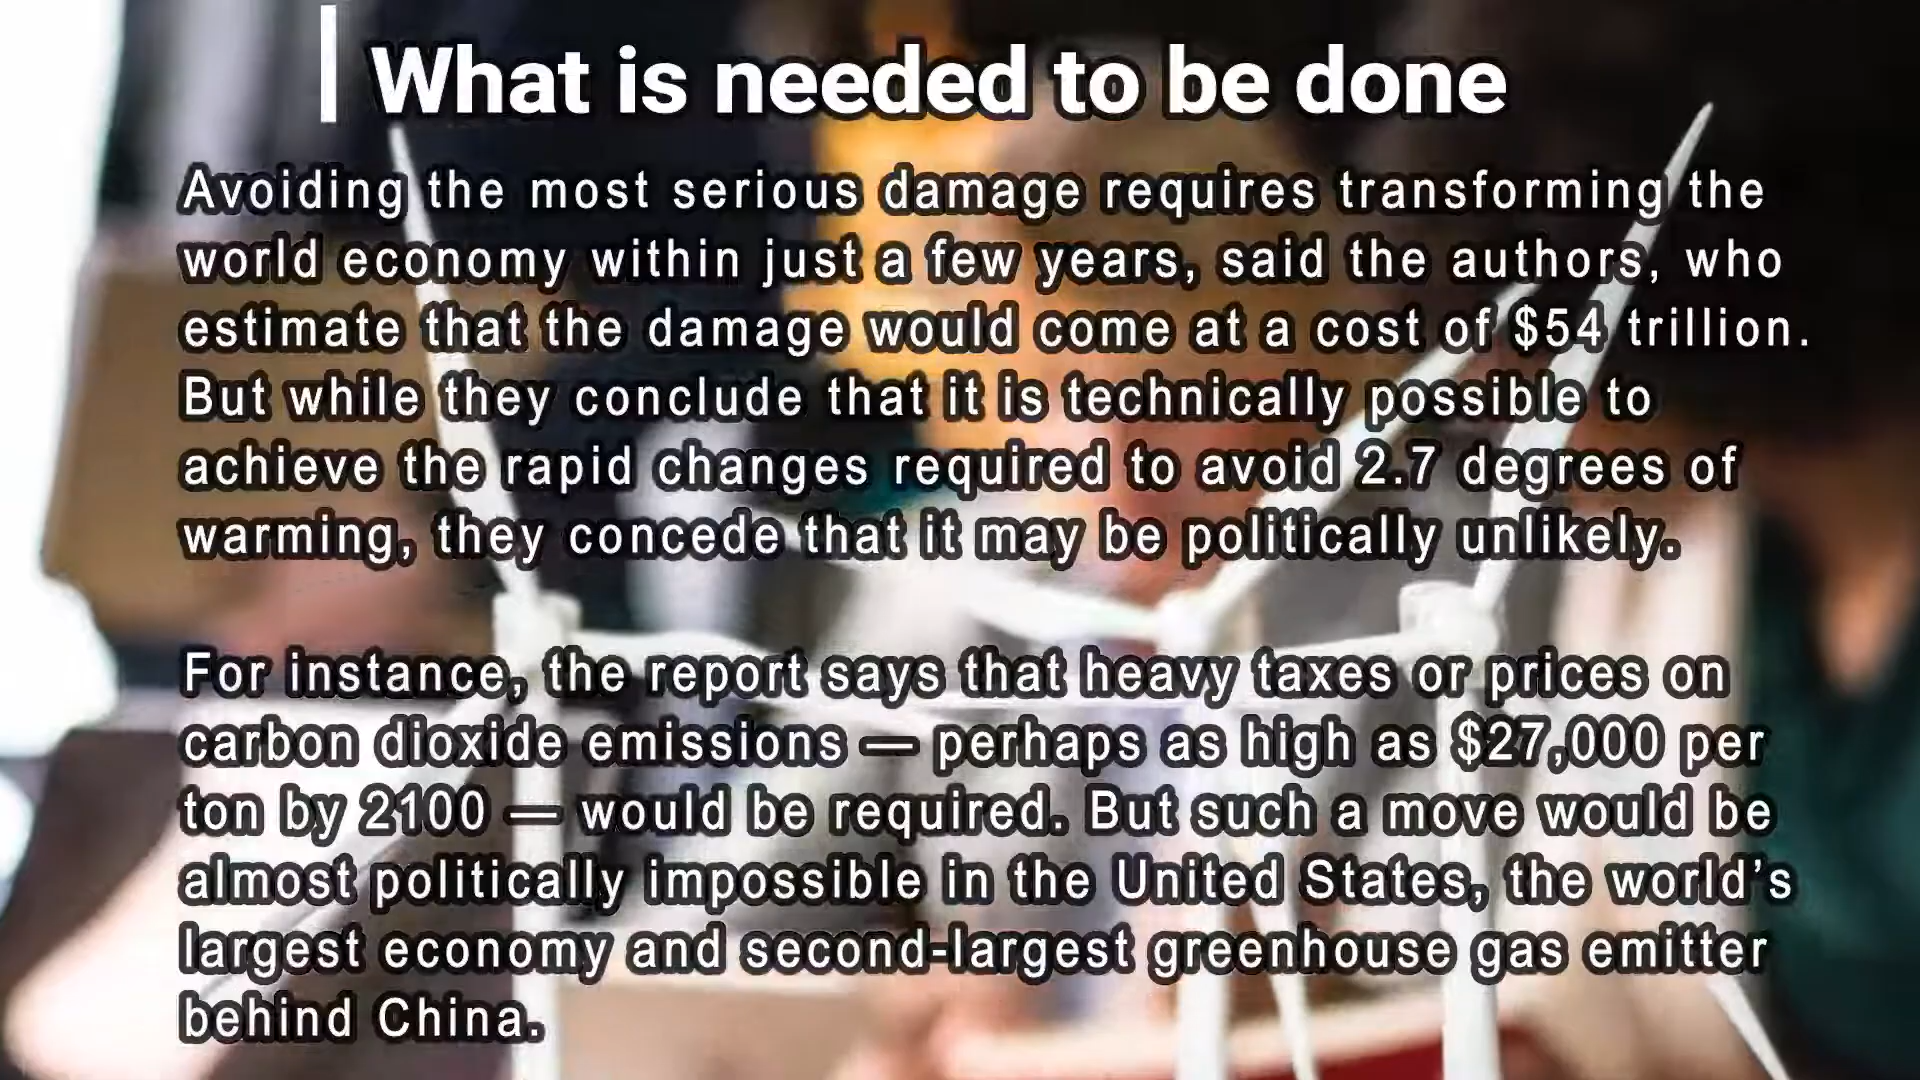 What is needed to be done
Avoiding the most serious damage requires transforming the
world economy within just a few years, said the authors, who
estimate that the damage would come at a cost of $54 trillion.
But while they conclude that it is technically possible to
achieve the rapid changes required to avoid 2.7 degrees of
warming, they concede that it may be politically unlikely.
For instance, the report says that heavy taxes or prices on
carbon dioxide emissions — perhaps as high as $27,000 per
ton by 2100 — would be required. But such a move would be
almost politically impossible in the United States, the world’s
largest economy and second-largest greenhouse gas emitter
behind China.